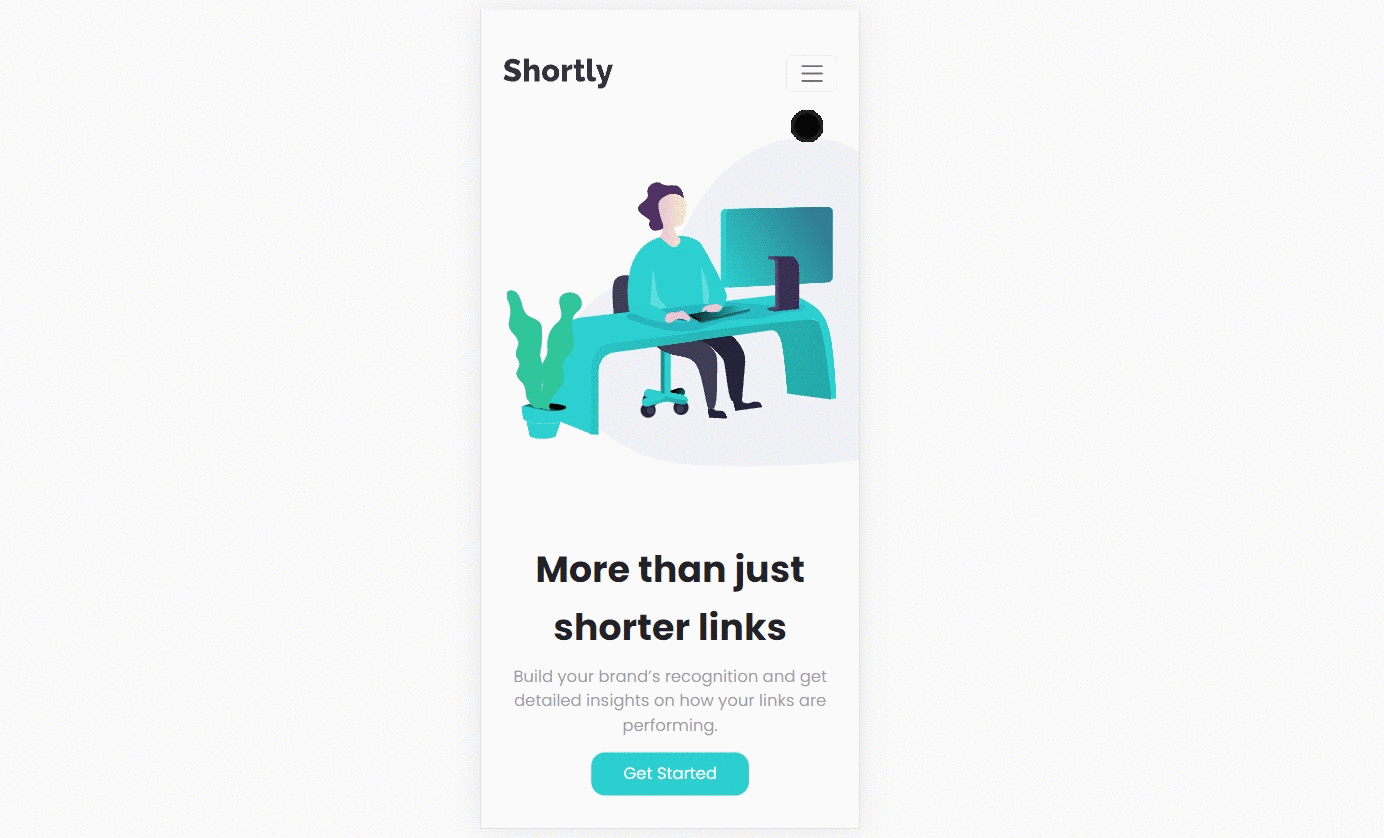 Shortly
More than just
shorter links
Build your brand’s recognition and get
detailed insights on how your links are
performing.
Get Started